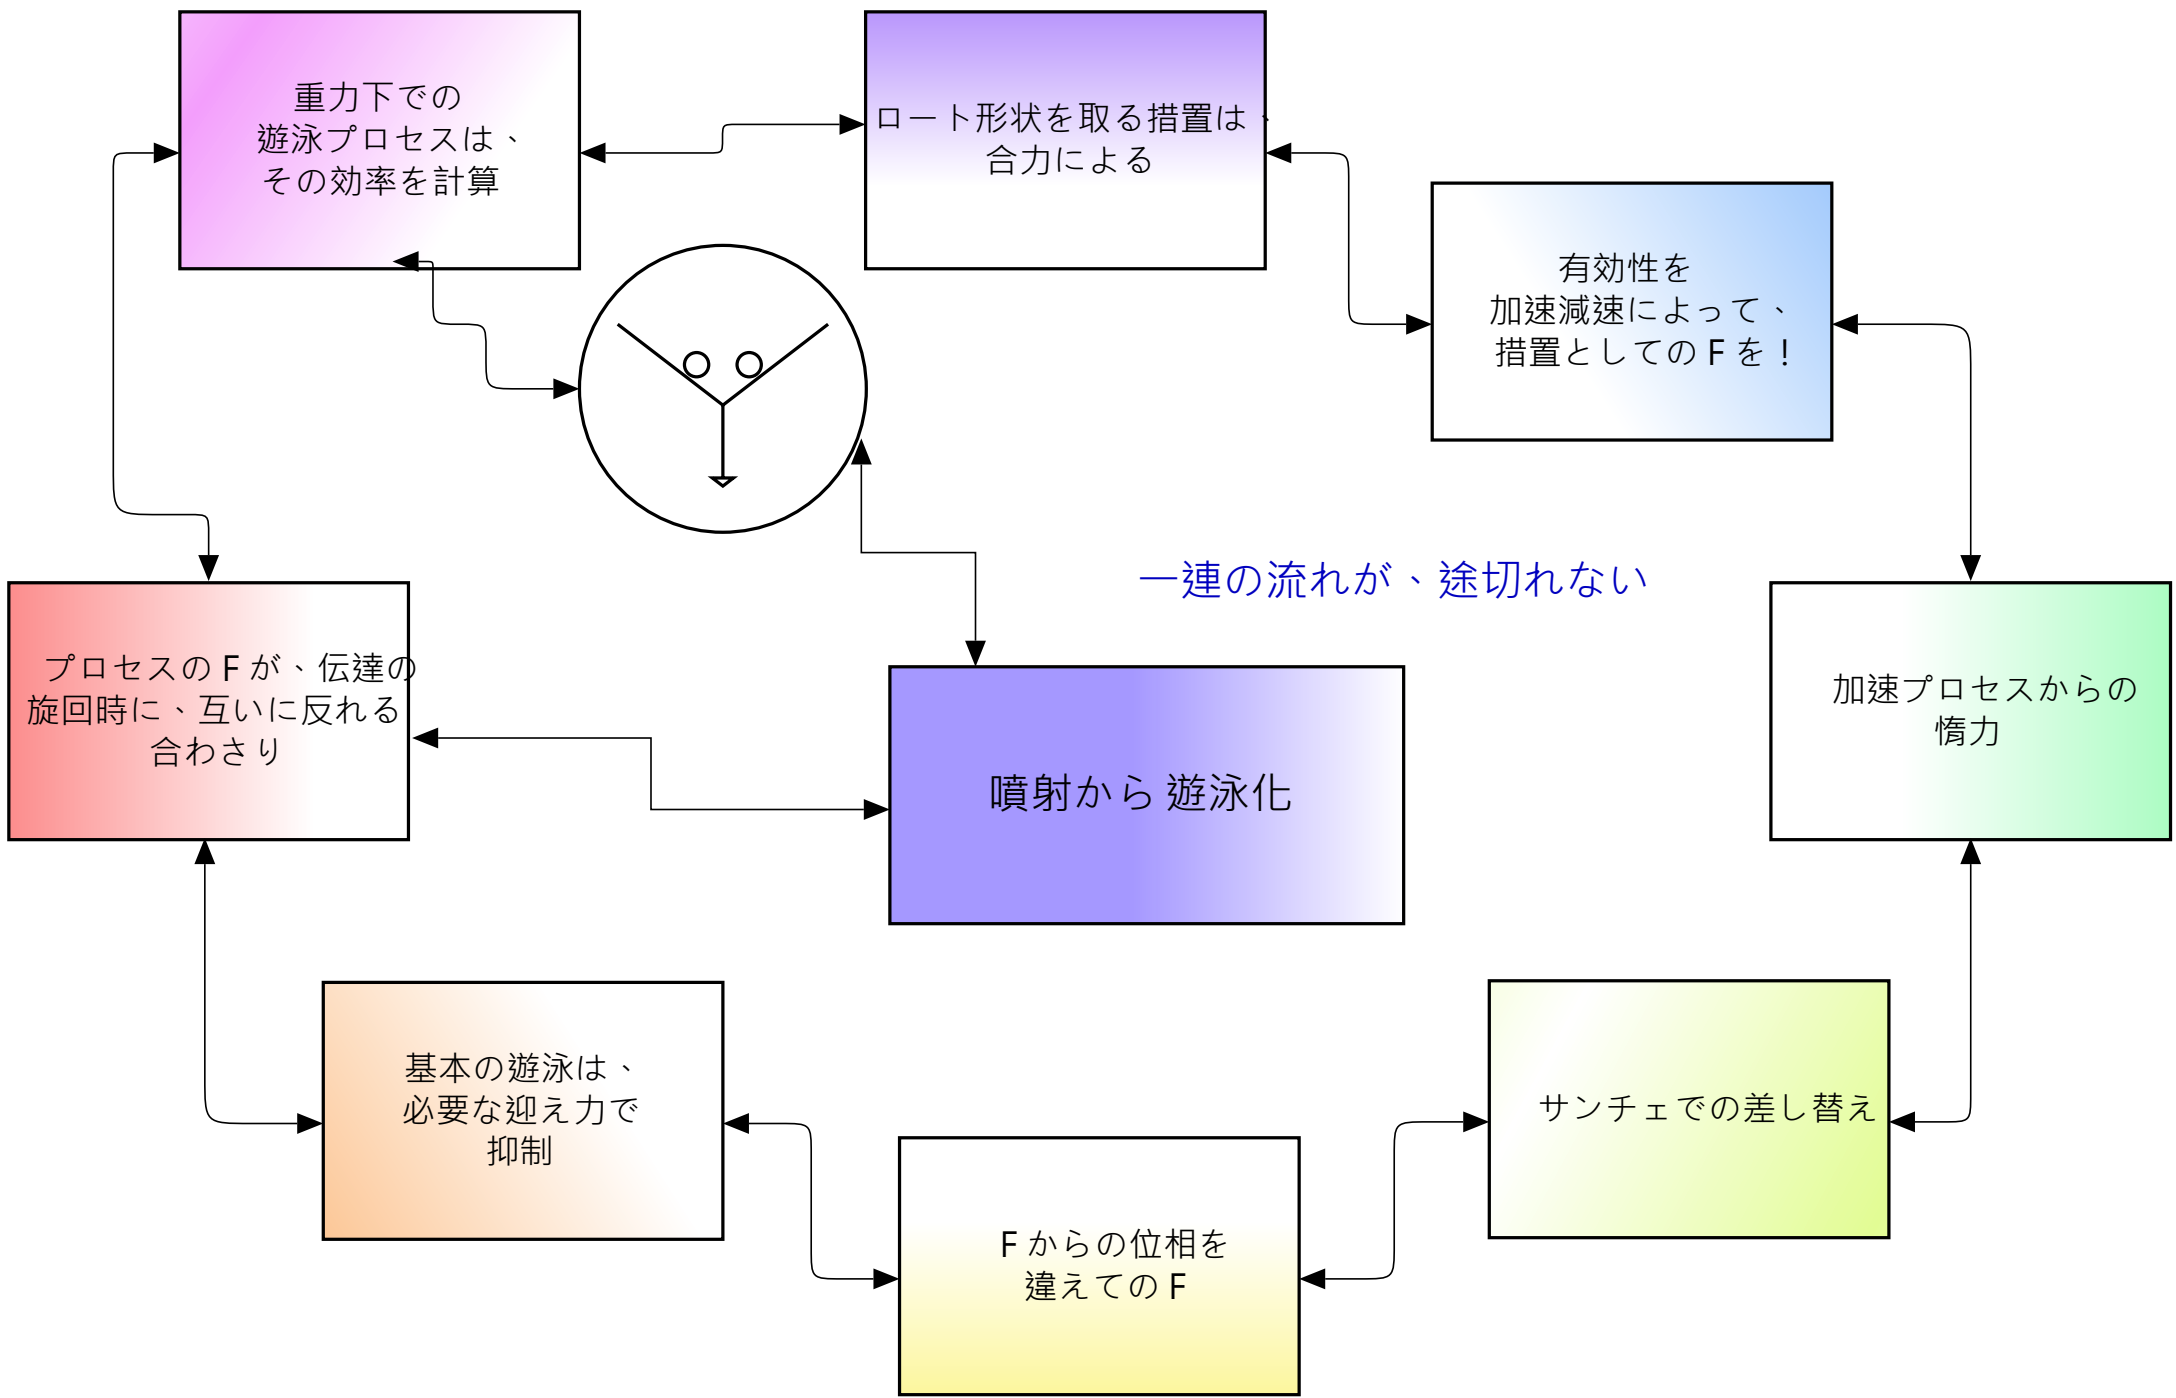 重力下での
遊泳プロセスは、
その効率を計算
ロート形状を取る措置は、
合力による
有効性を
加速減速によって、
措置としての F を！
一連の流れが、途切れない
プロセスの F が、伝達の
旋回時に、互いに反れる
合わさり
噴射から 遊泳化
加速プロセスからの
惰力
基本の遊泳は、
必要な迎え力で
抑制
F からの位相を
違えての F
サンチェでの差し替え